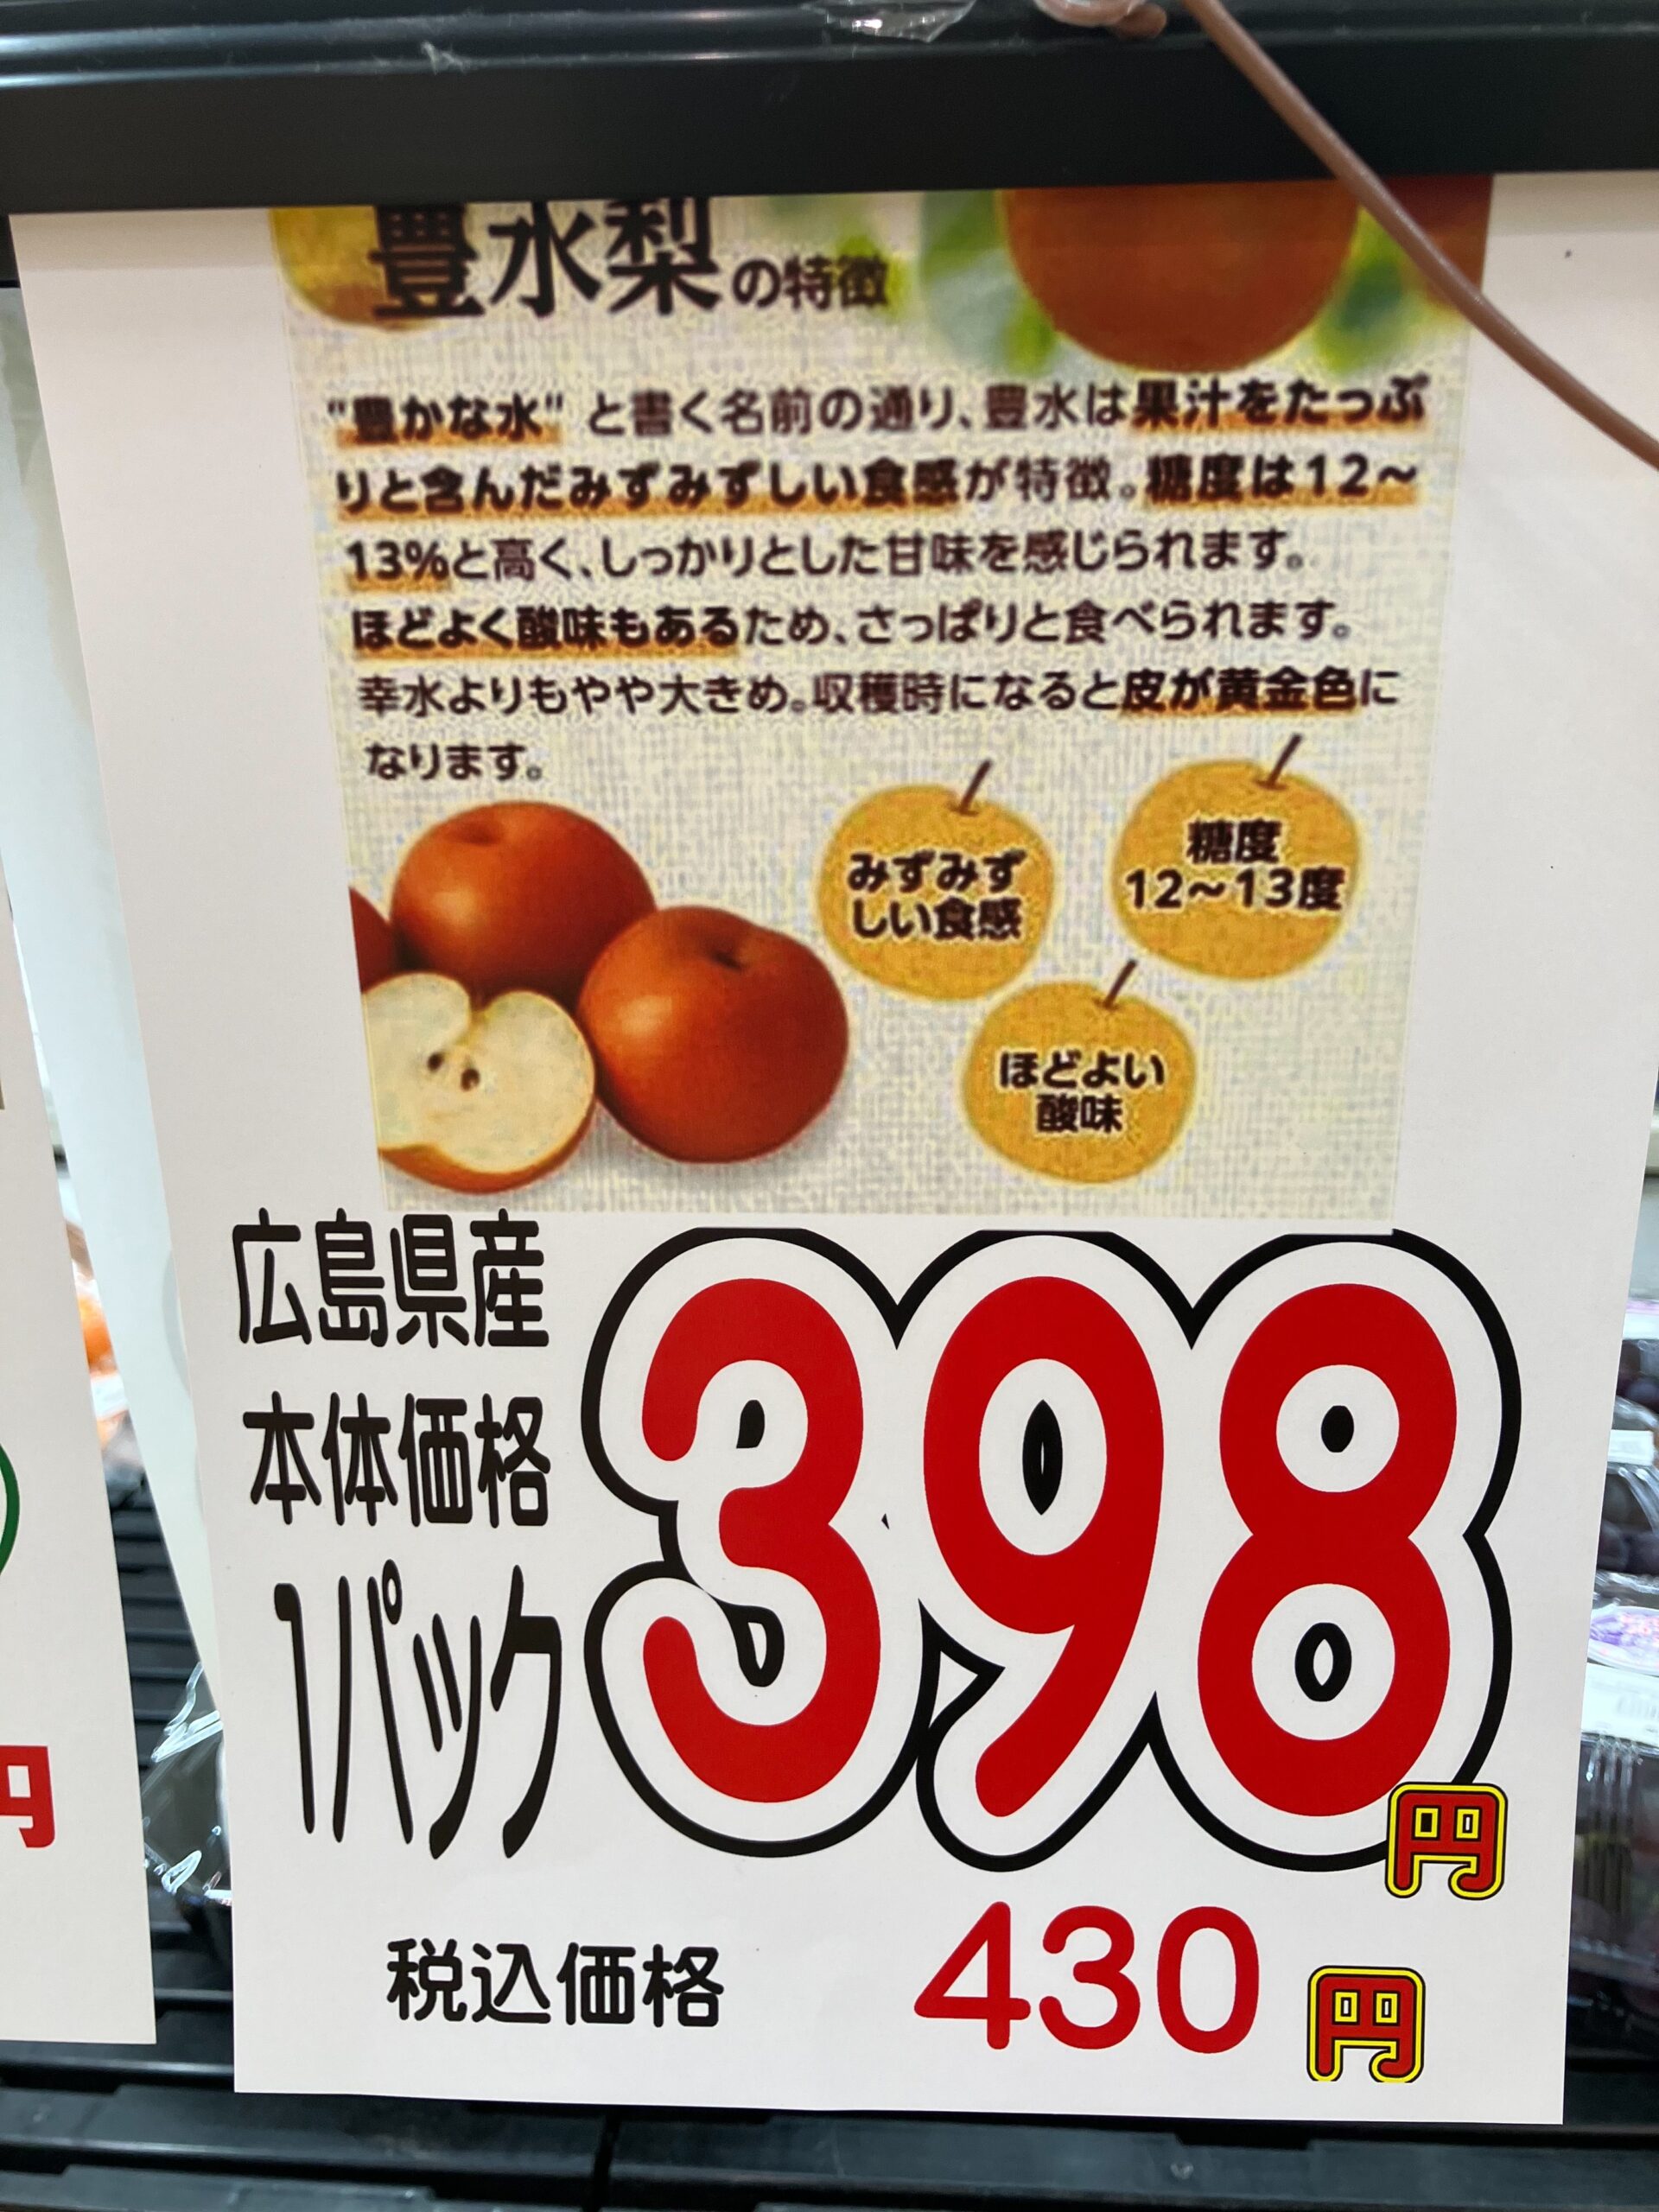 豊水梨の特徴
"豊かな水" と書く名前の通り、豊水は果汁をたっぷ
りと含んだみずみずしい食感が特徴。糖度は12～
13%と高く、しっかりとした甘味を感じられます。
ほどよく酸味もあるため、さっぱりと食べられます。
幸水よりもやや大きめ。収穫時になると皮が黄金色に
なります。
みずみず
しい食感
糖度
12～13度
ほどよい
酸味
広島県産
本体価格
1パック
398円
税込価格 430円
円